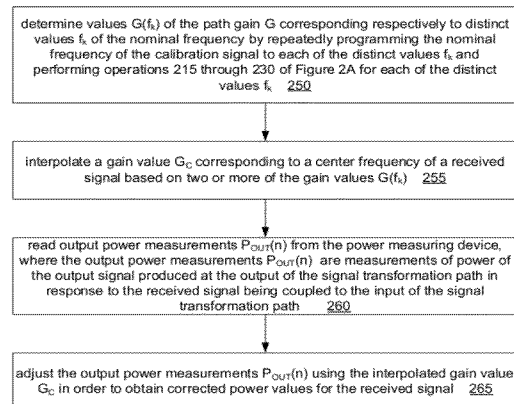 determine values G(fₖ) of the path gain G corresponding respectively to distinct
values fₖ of the nominal frequency by repeatedly programming the nominal
frequency of the calibration signal to each of the distinct values fₖ and
performing operations 215 through 230 of Figure 2A for each of the distinct
values fₖ 250
interpolate a gain value G_C corresponding to a center frequency of a received
signal based on two or more of the gain values G(fₖ) 255
read output power measurements P_OUT(n) from the power measuring device,
where the output power measurements P_OUT(n) are measurements of power of
the output signal produced at the output of the signal transformation path in
response to the received signal being coupled to the input of the signal
transformation path 260
adjust the output power measurements P_OUT(n) using the interpolated gain value
G_C in order to obtain corrected power values for the received signal 265